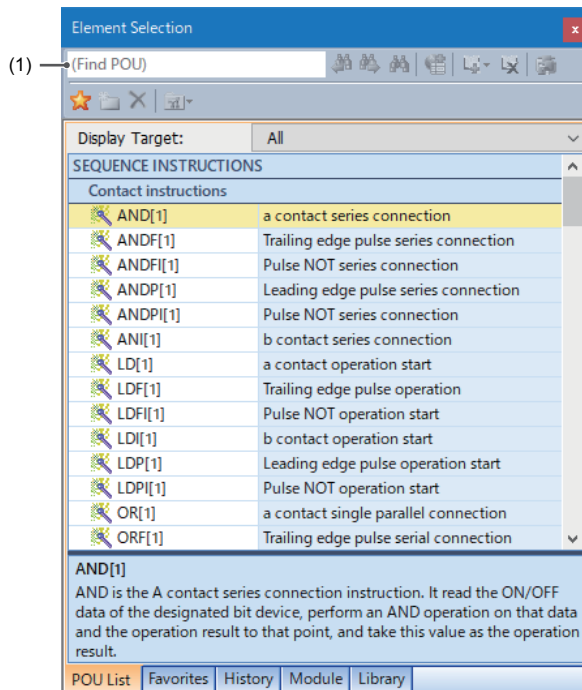 Element Selection
x
(1)
(Find POU)
Display Target: All
SEQUENCE INSTRUCTIONS
Contact instructions
AND[1] a contact series connection
ANDF[1] Trailing edge pulse series connection
ANDFI[1] Pulse NOT series connection
ANDP[1] Leading edge pulse series connection
ANDPI[1] Pulse NOT series connection
ANI[1] b contact series connection
LD[1] a contact operation start
LDF[1] Trailing edge pulse operation
LDFI[1] Pulse NOT operation start
LDI[1] b contact operation start
LDP[1] Leading edge pulse operation start
LDPI[1] Pulse NOT operation start
OR[1] a contact single parallel connection
ORF[1] Trailing edge pulse serial connection
AND[1]
AND is the A contact series connection instruction. It read the ON/OFF
data of the designated bit device, perform an AND operation on that data
and the operation result to that point, and take this value as the operation
result.
POU List Favorites History Module Library